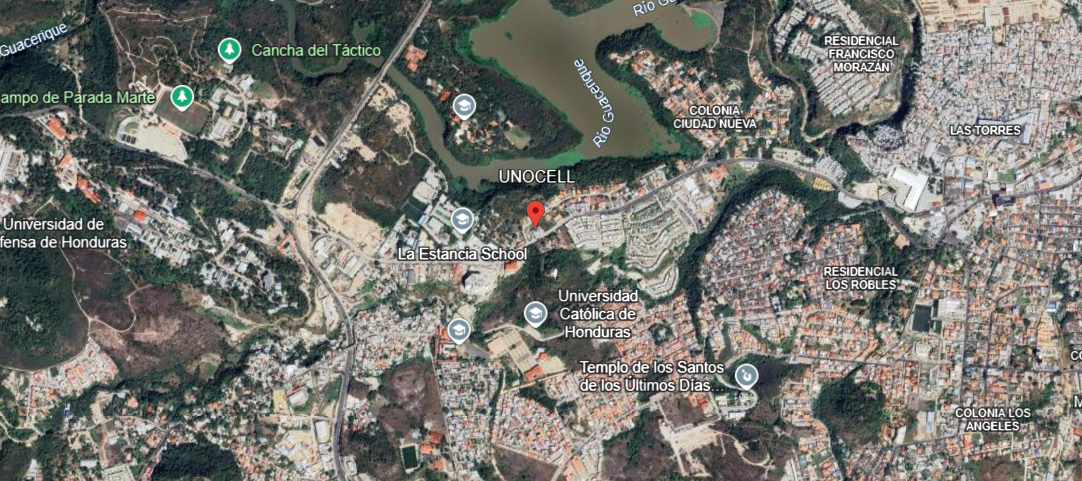 Río Gua
Guacerique
Cancha del Táctico
RESIDENCIAL
FRANCISCO
MORAZÁN
ampo de Parada Marte
Río Guacerique
COLONIA
CIUDAD NUEVA
LAS TORRES
UNOCELL
Universidad de
fensa de Honduras
La Estancia School
RESIDENCIAL
LOS ROBLES
Universidad
Católica de
Honduras
Templo de los Santos
de los Últimos Días...
COLONIA LOS
ANGELES
CO
M